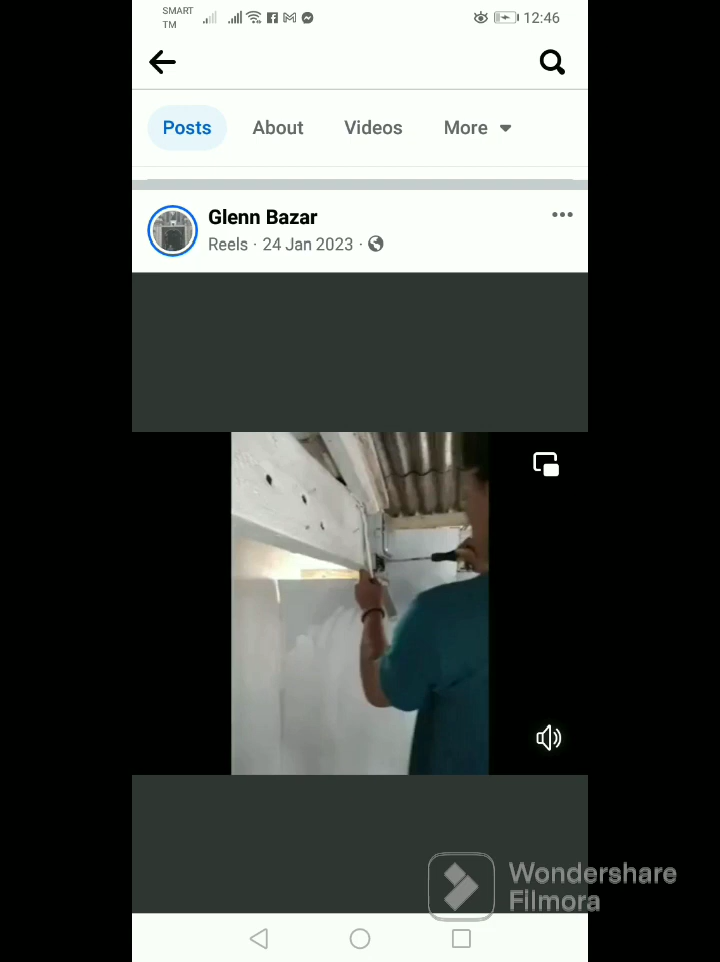 SMART
TM
12:46
Posts About Videos More
Glenn Bazar
Reels · 24 Jan 2023 ·
Wondershare
Filmora